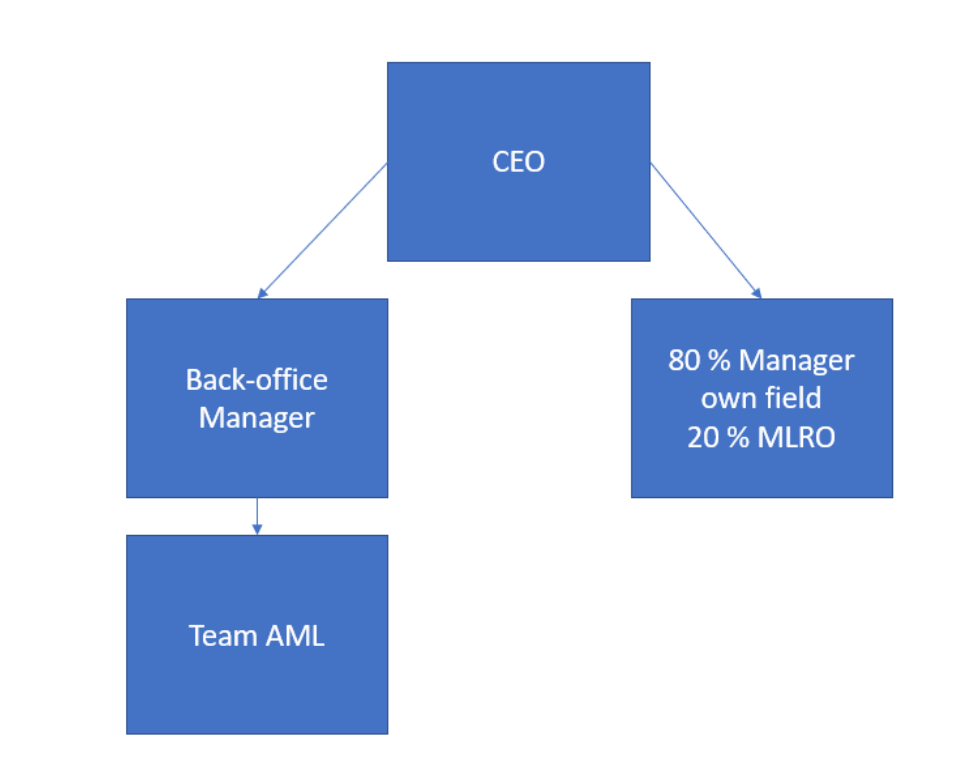 CEO
Back-office
Manager
80 % Manager
own field
20 % MLRO
Team AML